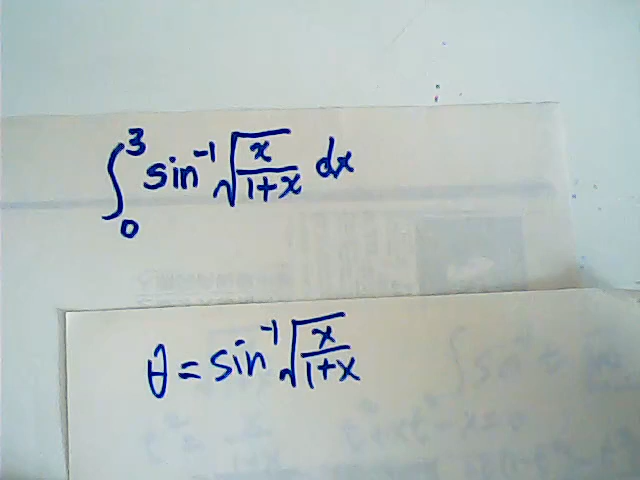 ∫₀³ sin⁻¹ √(x/(1+x)) dx
θ = sin⁻¹ √(x/(1+x))